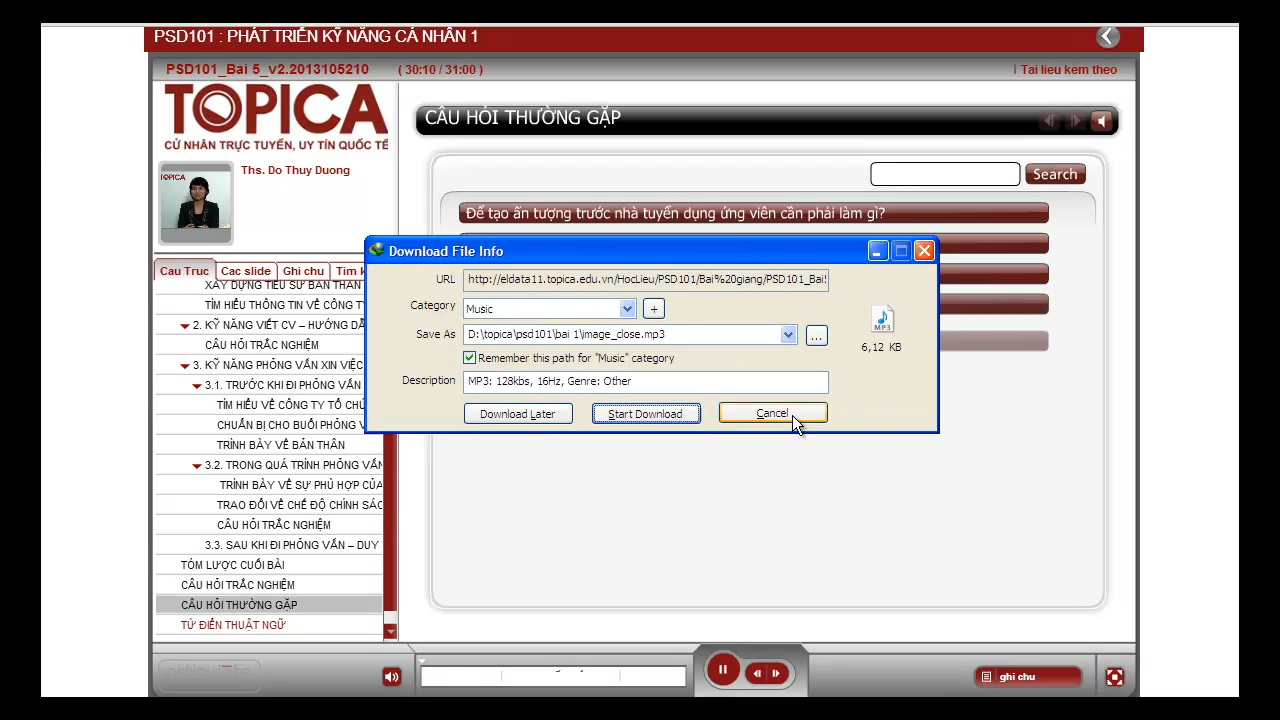 PSD101 : PHÁT TRIỂN KỸ NĂNG CÁ NHÂN 1
PSD101_Bai 5_v2.2013105210
( 30:10 / 31:00 )
Tai lieu kem theo
TOPICA
CỬ NHÂN TRỰC TUYẾN, UY TÍN QUỐC TẾ
TOPICA
Ths. Do Thuy Duong
CÂU HỎI THƯỜNG GẶP
Search
Để tạo ấn tượng trước nhà tuyển dụng ứng viên cần phải làm gì?
Cau Truc
Cac slide
Ghi chu
Tim k
XÂY DỰNG TIỂU SỬ BẢN THÂN
TÌM HIỂU THÔNG TIN VỀ CÔNG T
2. KỸ NĂNG VIẾT CV – HƯỚNG DẪ
CÂU HỎI TRẮC NGHIỆM
3. KỸ NĂNG PHỎNG VẤN XIN VIỆC
3.1. TRƯỚC KHI ĐI PHỎNG VẤN
TÌM HIỂU VỀ CÔNG TY TỔ CHỨ
CHUẨN BỊ CHO BUỔI PHỎNG V
TRÌNH BÀY VỀ BẢN THÂN
3.2. TRONG QUÁ TRÌNH PHỎNG VẤN
TRÌNH BÀY VỀ SỰ PHÙ HỢP CỦA
TRAO ĐỔI VỀ CHẾ ĐỘ CHÍNH SÁC
CÂU HỎI TRẮC NGHIỆM
3.3. SAU KHI ĐI PHỎNG VẤN – DUY
TÓM LƯỢC CUỐI BÀI
CÂU HỎI TRẮC NGHIỆM
CÂU HỎI THƯỜNG GẶP
TỪ ĐIỂN THUẬT NGỮ
Download File Info
URL
http://eldata11.topica.edu.vn/HocLieu/PSD101/Bai%20giang/PSD101_Bai!
Category
Music
+
Save As
D:\topica\psd101\bai 1\image_close.mp3
...
Remember this path for "Music" category
Description
MP3: 128kbs, 16Hz, Genre: Other
Download Later
Start Download
Cancel
MP3
6,12 KB
ghi chu